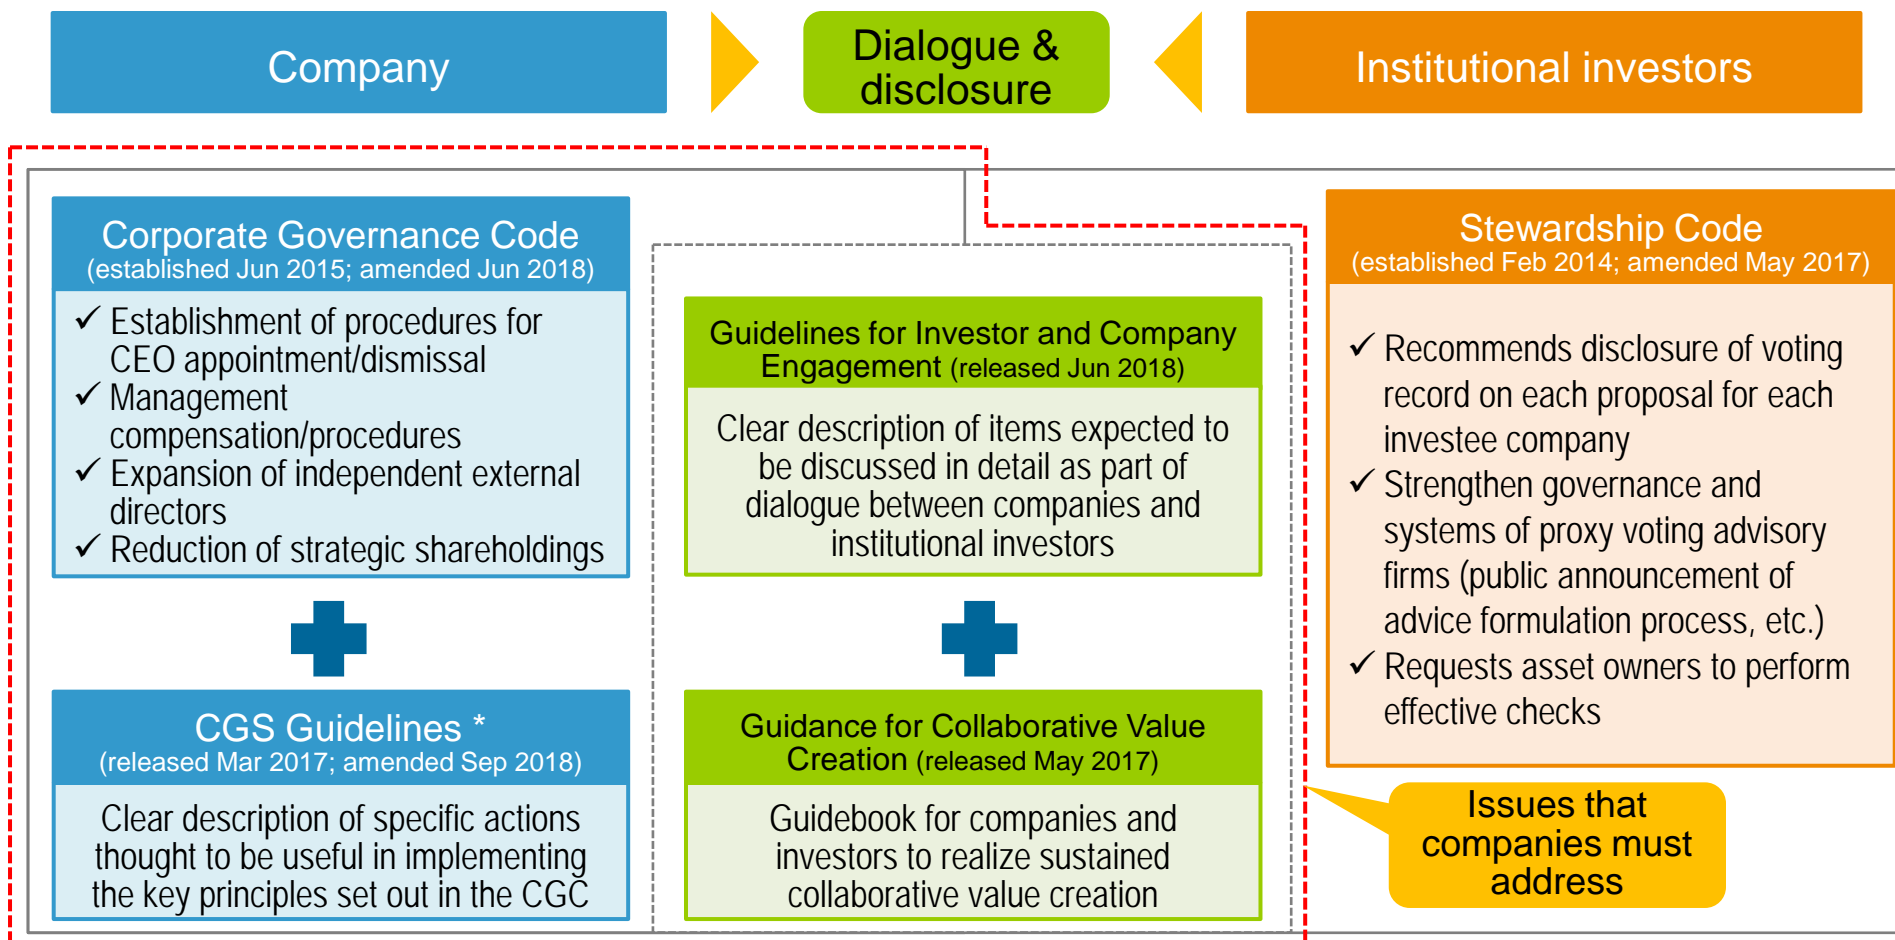 Company
Dialogue &
disclosure
Institutional investors
Corporate Governance Code
(established Jun 2015; amended Jun 2018)
✓ Establishment of procedures for
CEO appointment/dismissal
✓ Management
compensation/procedures
✓ Expansion of independent external
directors
✓ Reduction of strategic shareholdings
CGS Guidelines *
(released Mar 2017; amended Sep 2018)
Clear description of specific actions
thought to be useful in implementing
the key principles set out in the CGC
Guidelines for Investor and Company
Engagement (released Jun 2018)
Clear description of items expected to
be discussed in detail as part of
dialogue between companies and
institutional investors
Guidance for Collaborative Value
Creation (released May 2017)
Guidebook for companies and
investors to realize sustained
collaborative value creation
Stewardship Code
(established Feb 2014; amended May 2017)
✓ Recommends disclosure of voting
record on each proposal for each
investee company
✓ Strengthen governance and
systems of proxy voting advisory
firms (public announcement of
advice formulation process, etc.)
✓ Requests asset owners to perform
effective checks
Issues that
companies must
address